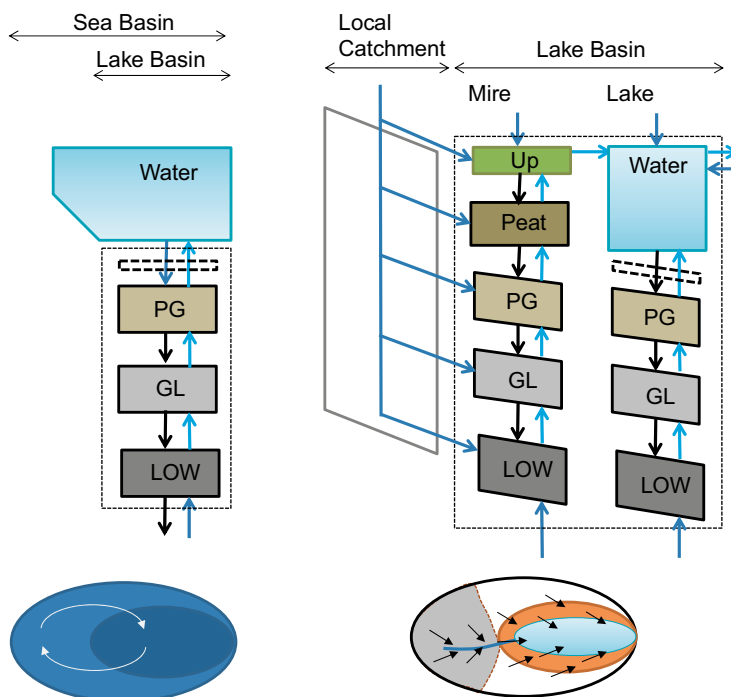 Sea Basin
Lake Basin
Water
PG
GL
LOW
Local
Catchment
Lake Basin
Mire
Lake
Up
Water
Peat
PG
PG
GL
GL
LOW
LOW